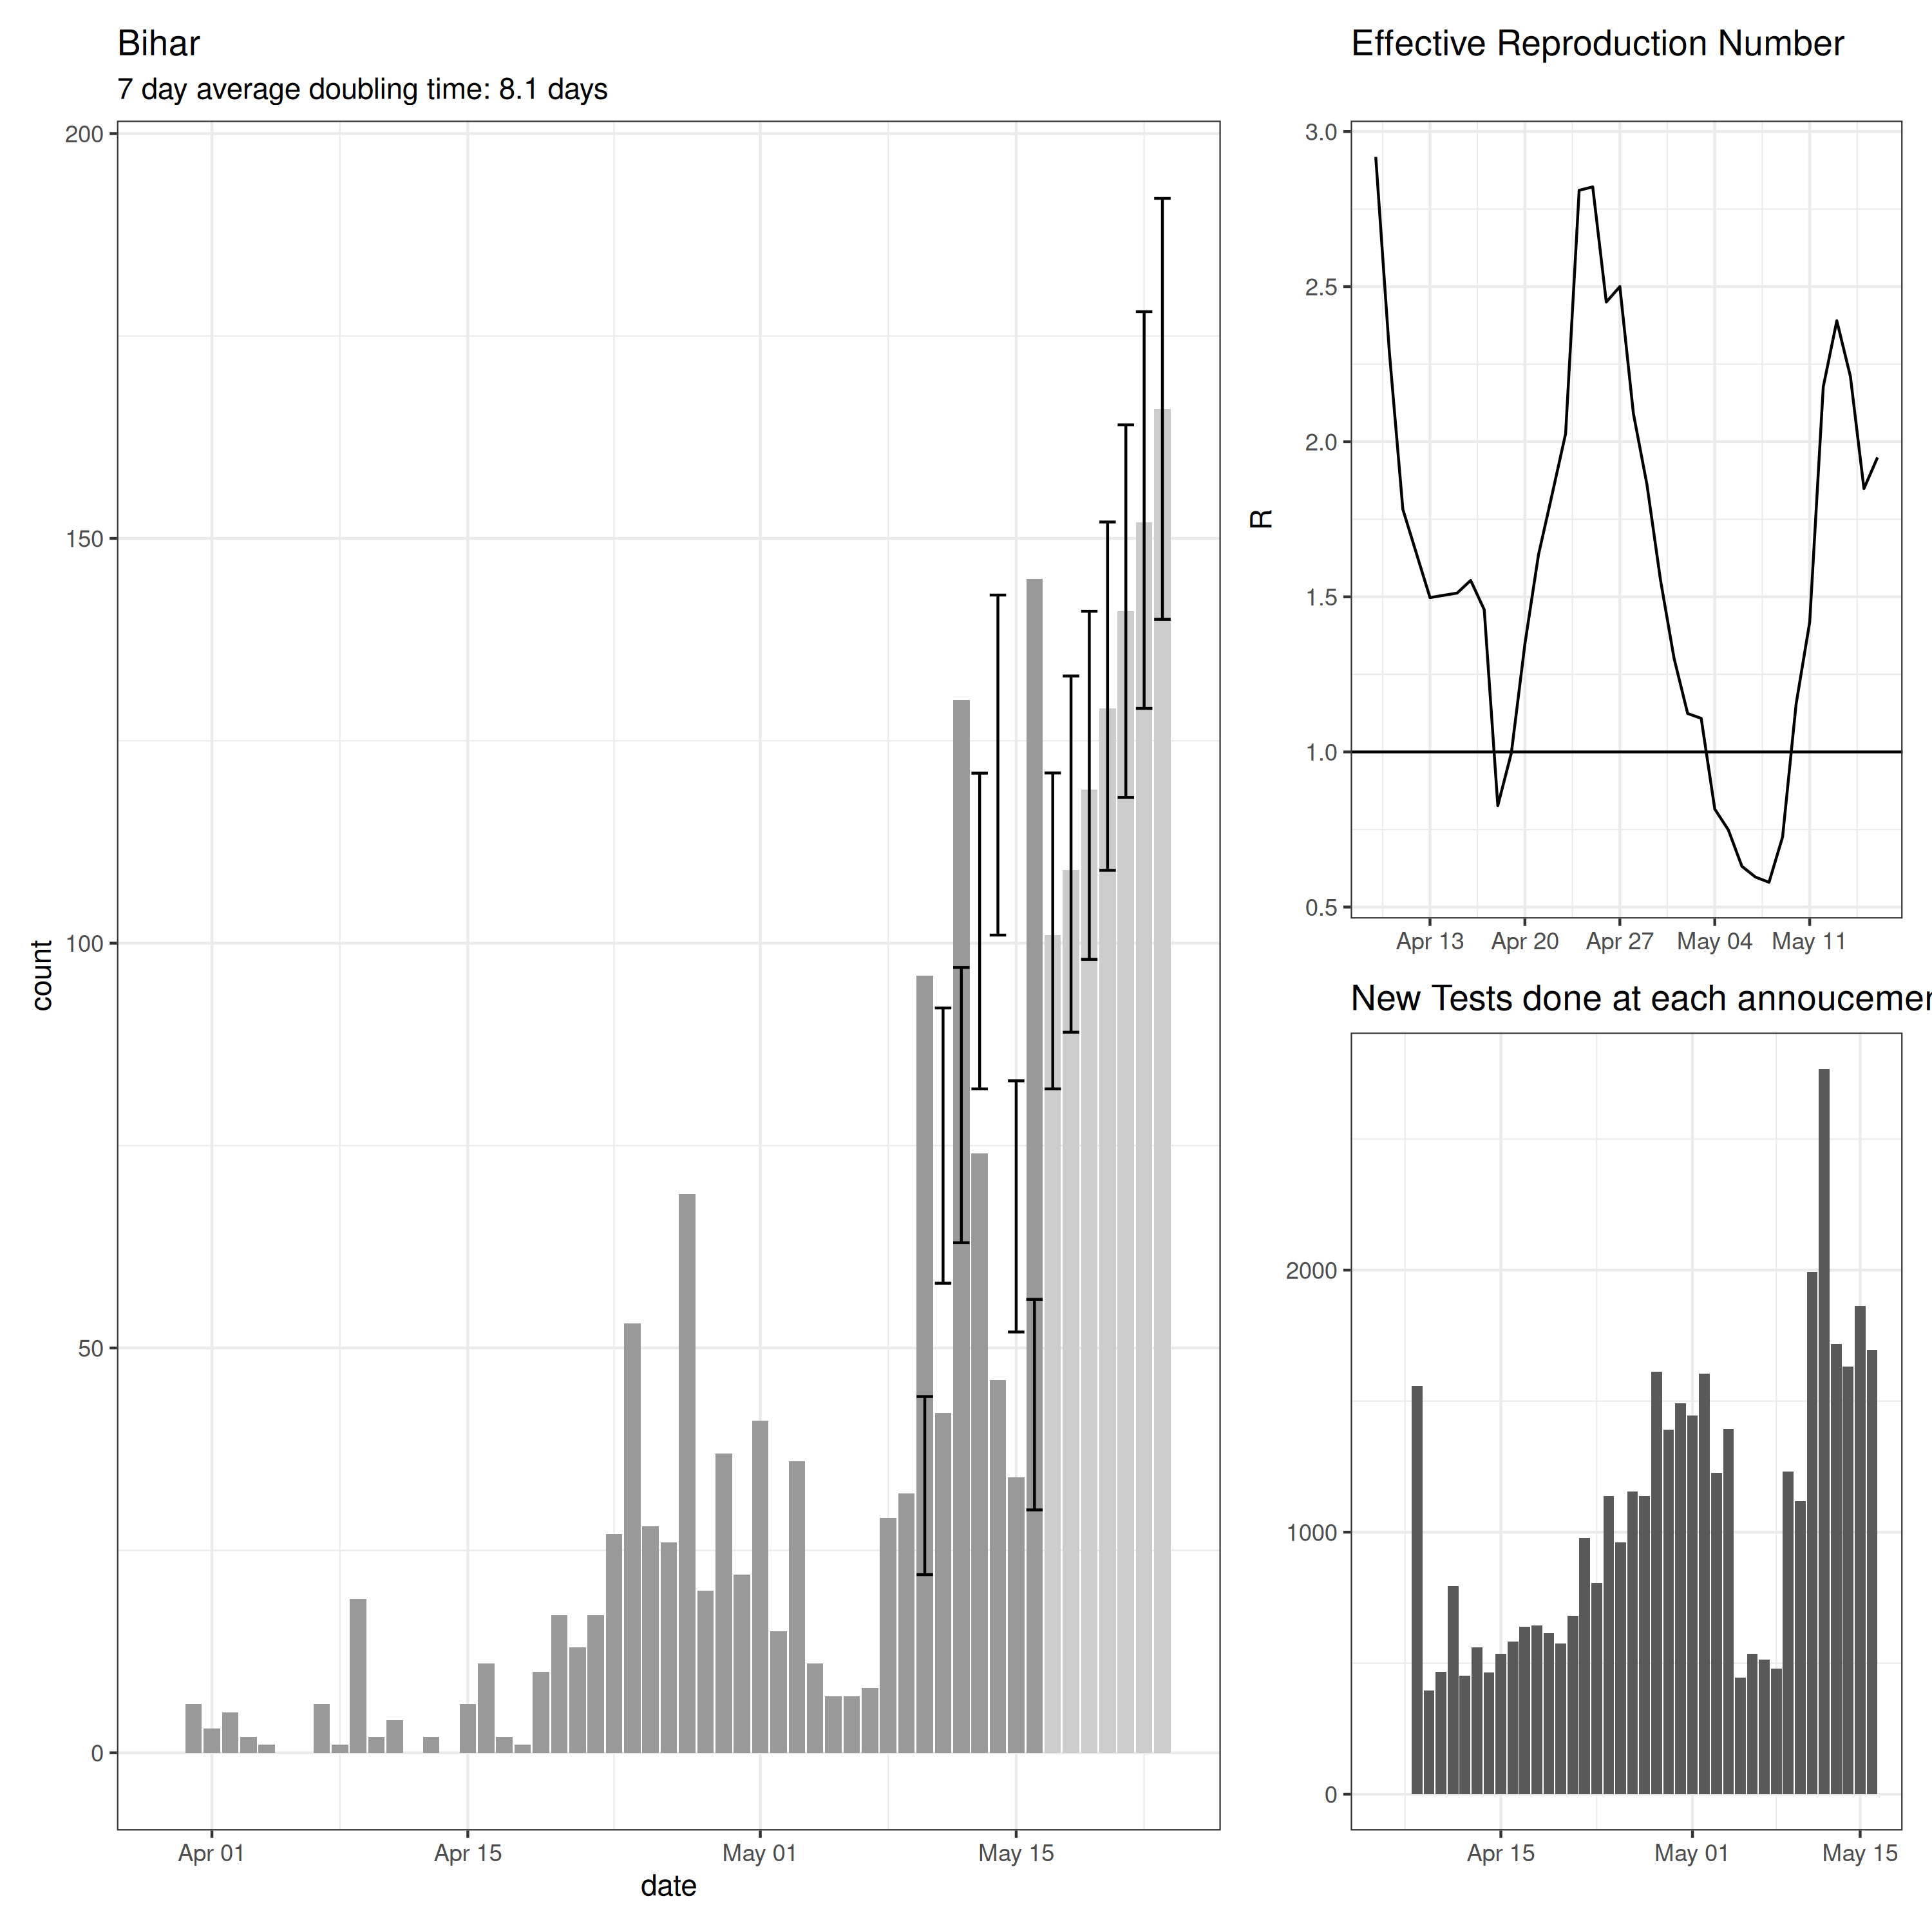 Bihar
7 day average doubling time: 8.1 days
200
150
100
50
0
count
Apr 01 Apr 15 May 01 May 15
date
Effective Reproduction Number
3.0
2.5
2.0
1.5
1.0
0.5
R
Apr 13 Apr 20 Apr 27 May 04 May 11
New Tests done at each annoucemen
2000
1000
0
Apr 15 May 01 May 15